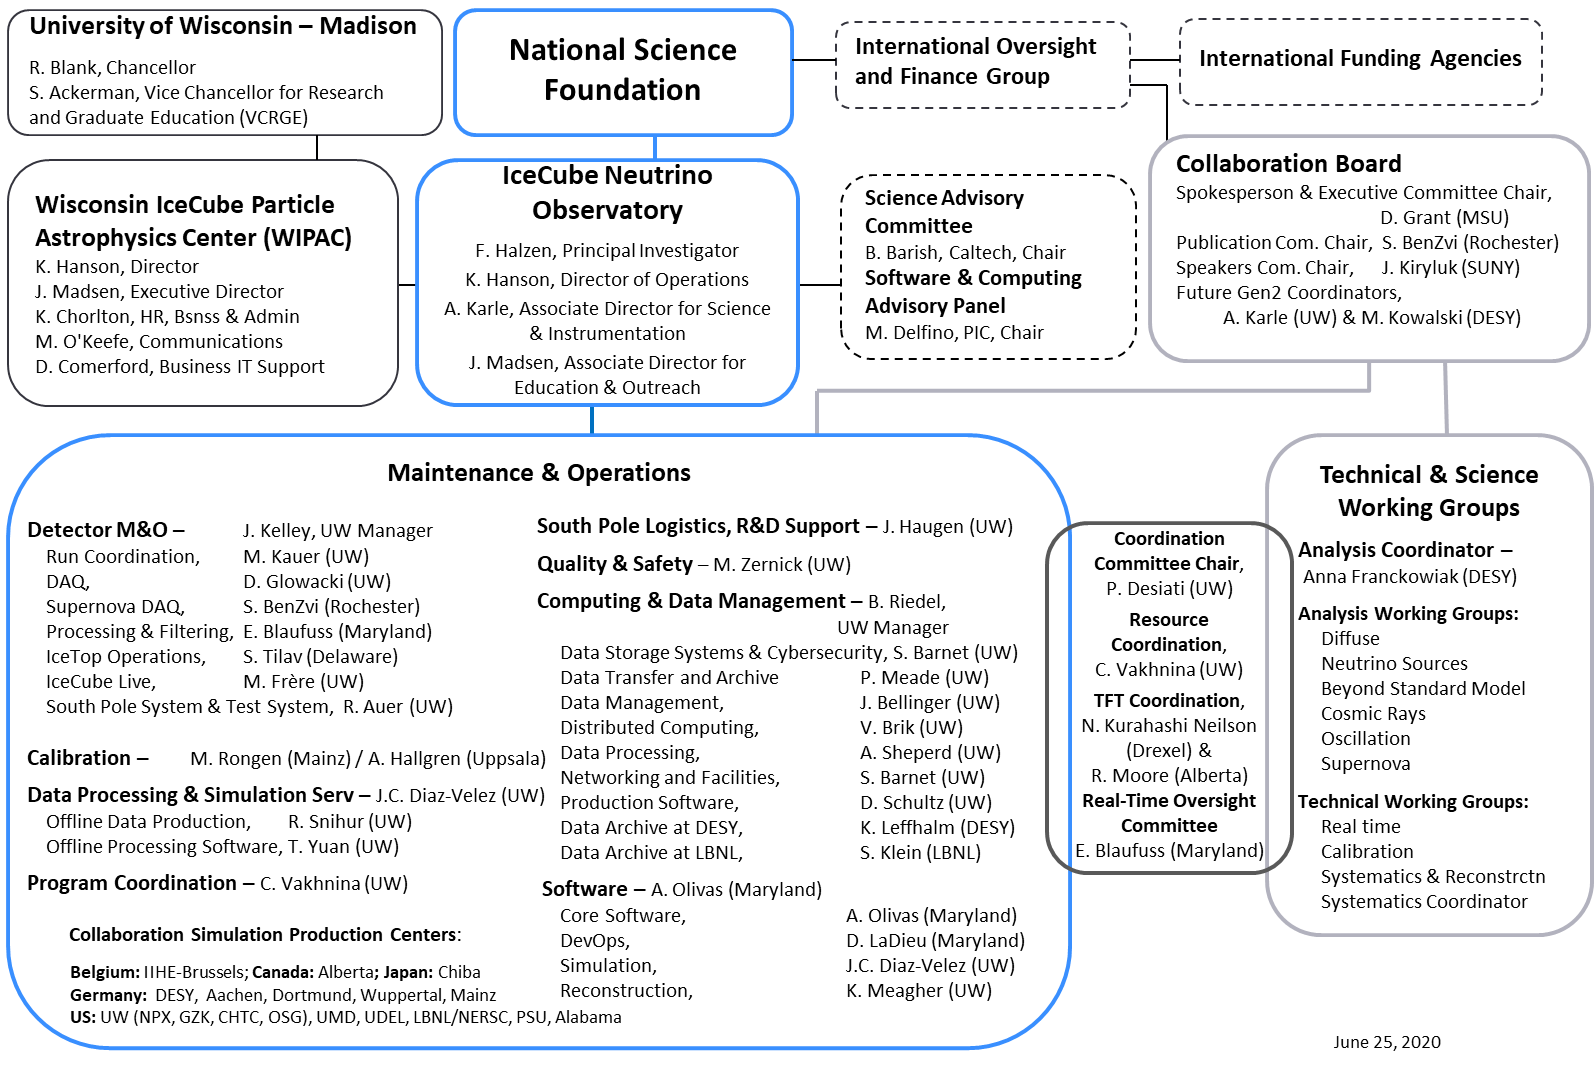 University of Wisconsin – Madison
R. Blank, Chancellor
S. Ackerman, Vice Chancellor for Research
and Graduate Education (VCRGE)
National Science
Foundation
International Oversight
and Finance Group
International Funding Agencies
Wisconsin IceCube Particle
Astrophysics Center (WIPAC)
K. Hanson, Director
J. Madsen, Executive Director
K. Chorlton, HR, Bsnss & Admin
M. O'Keefe, Communications
D. Comerford, Business IT Support
IceCube Neutrino
Observatory
F. Halzen, Principal Investigator
K. Hanson, Director of Operations
A. Karle, Associate Director for Science
& Instrumentation
J. Madsen, Associate Director for
Education & Outreach
Science Advisory
Committee
B. Barish, Caltech, Chair
Software & Computing
Advisory Panel
M. Delfino, PIC, Chair
Collaboration Board
Spokesperson & Executive Committee Chair,
D. Grant (MSU)
Publication Com. Chair, S. BenZvi (Rochester)
Speakers Com. Chair, J. Kiryluk (SUNY)
Future Gen2 Coordinators,
A. Karle (UW) & M. Kowalski (DESY)
Maintenance & Operations
Detector M&O – J. Kelley, UW Manager
Run Coordination, M. Kauer (UW)
DAQ, D. Glowacki (UW)
Supernova DAQ, S. BenZvi (Rochester)
Processing & Filtering, E. Blaufuss (Maryland)
IceTop Operations, S. Tilav (Delaware)
IceCube Live, M. Frère (UW)
South Pole System & Test System, R. Auer (UW)
Calibration – M. Rongen (Mainz) / A. Hallgren (Uppsala)
Data Processing & Simulation Serv – J.C. Diaz-Velez (UW)
Offline Data Production, R. Snihur (UW)
Offline Processing Software, T. Yuan (UW)
Program Coordination – C. Vakhnina (UW)
Collaboration Simulation Production Centers:
Belgium: IIHE-Brussels; Canada: Alberta; Japan: Chiba
Germany: DESY, Aachen, Dortmund, Wuppertal, Mainz
US: UW (NPX, GZK, CHTC, OSG), UMD, UDEL, LBNL/NERSC, PSU, Alabama
South Pole Logistics, R&D Support – J. Haugen (UW)
Quality & Safety – M. Zernick (UW)
Computing & Data Management – B. Riedel,
UW Manager
Data Storage Systems & Cybersecurity, S. Barnet (UW)
Data Transfer and Archive P. Meade (UW)
Data Management, J. Bellinger (UW)
Distributed Computing, V. Brik (UW)
Data Processing, A. Sheperd (UW)
Networking and Facilities, S. Barnet (UW)
Production Software, D. Schultz (UW)
Data Archive at DESY, K. Leffhalm (DESY)
Data Archive at LBNL, S. Klein (LBNL)
Software – A. Olivas (Maryland)
Core Software, A. Olivas (Maryland)
DevOps, D. LaDieu (Maryland)
Simulation, J.C. Diaz-Velez (UW)
Reconstruction, K. Meagher (UW)
Coordination
Committee Chair,
P. Desiati (UW)
Resource
Coordination,
C. Vakhnina (UW)
TFT Coordination,
N. Kurahashi Neilson
(Drexel) &
R. Moore (Alberta)
Real-Time Oversight
Committee
E. Blaufuss (Maryland)
Technical & Science
Working Groups
Analysis Coordinator –
Anna Franckowiak (DESY)
Analysis Working Groups:
Diffuse
Neutrino Sources
Beyond Standard Model
Cosmic Rays
Oscillation
Supernova
Technical Working Groups:
Real time
Calibration
Systematics & Reconstrctn
Systematics Coordinator
June 25, 2020